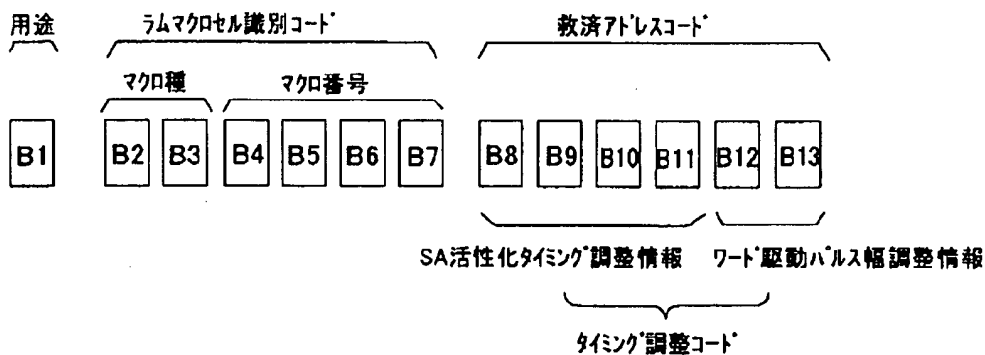 用途 ラムマクロセル識別コード 救済アドレスコード
マクロ種 マクロ番号
B1 B2 B3 B4 B5 B6 B7 B8 B9 B10 B11 B12 B13
SA活性化タイミング調整情報 ワード駆動パルス幅調整情報
タイミング調整コード